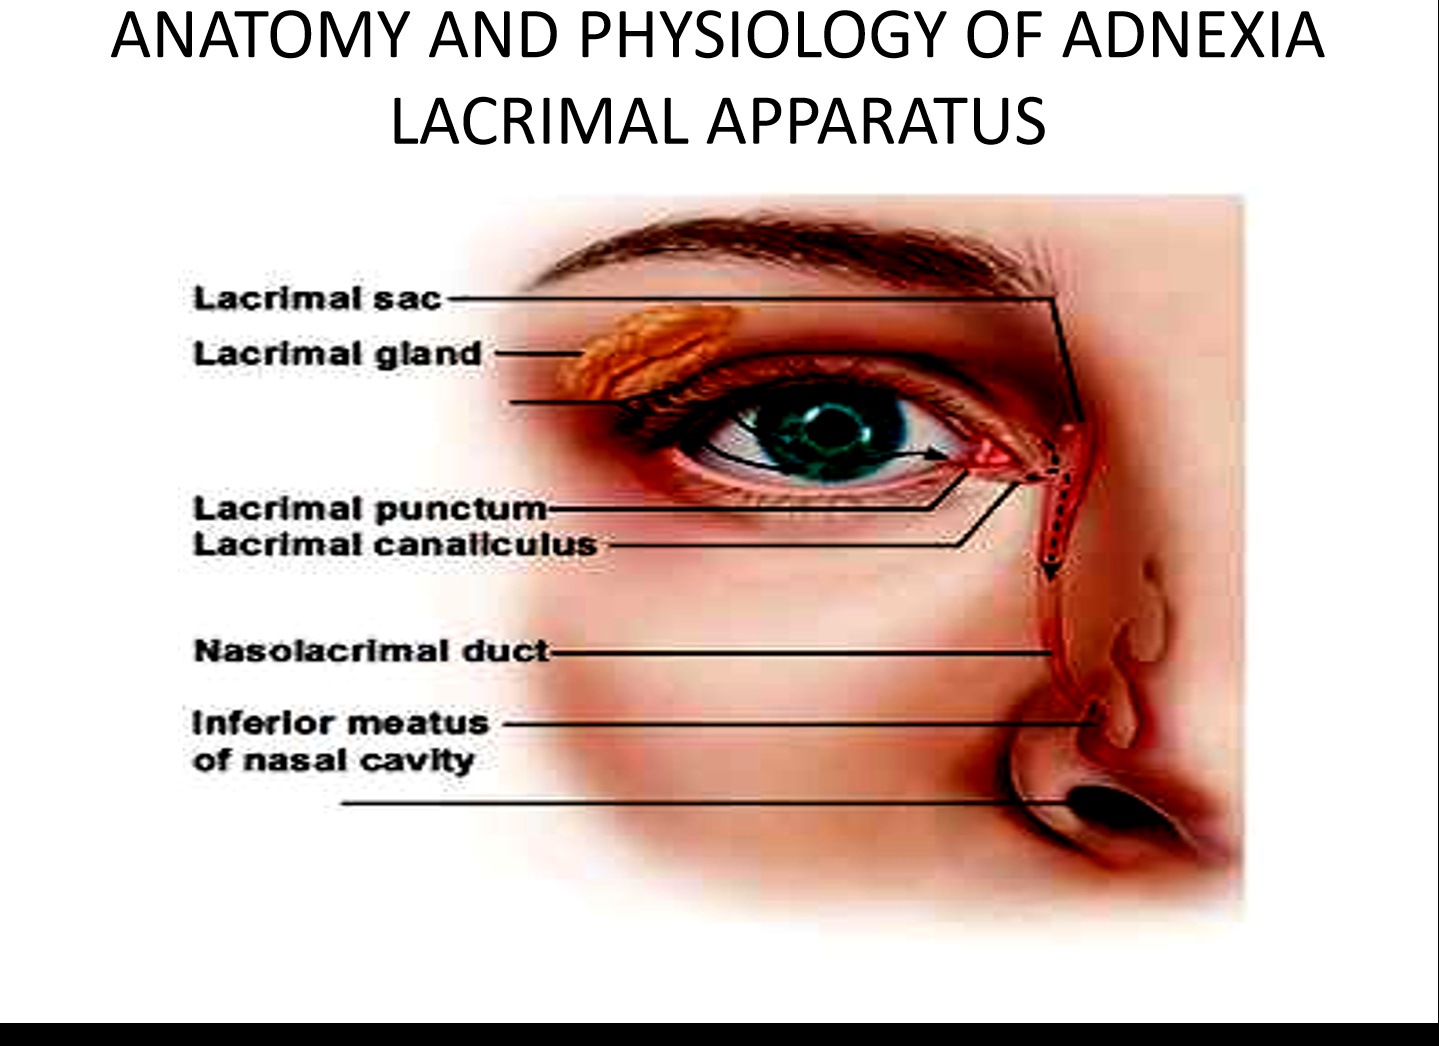 ANATOMY AND PHYSIOLOGY OF ADNEXIA
LACRIMAL APPARATUS
Lacrimal sac
Lacrimal gland
Lacrimal punctum
Lacrimal canaliculus
Nasolacrimal duct
Inferior meatus
of nasal cavity